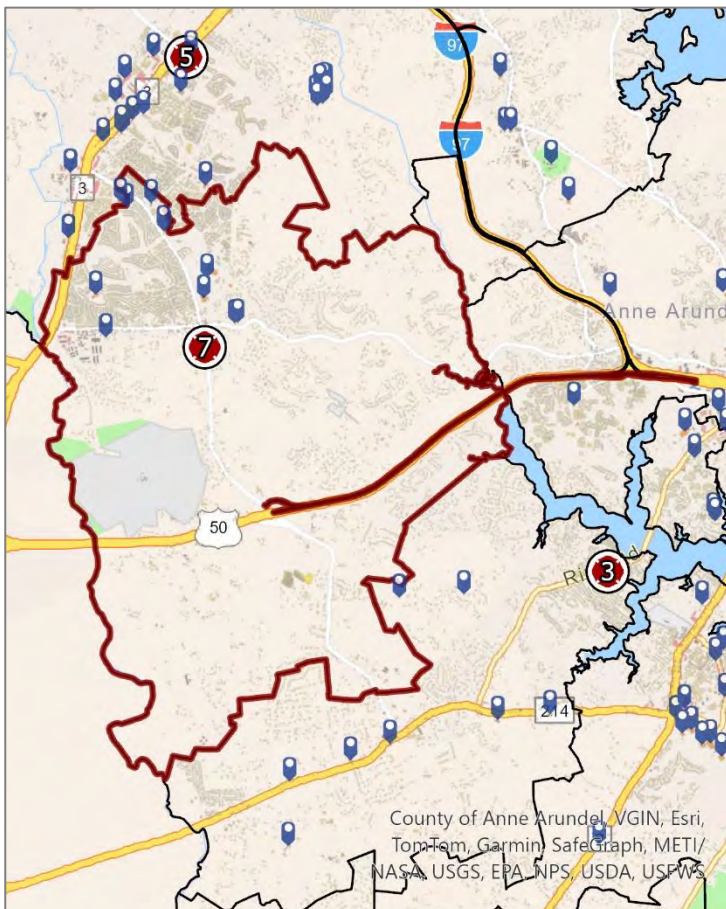 97
5
3
97
3
Anne Arund
7
50
3
214
County of Anne Arundel, VGIN, Esri,
TomTom, Garmin, SafeGraph, METI/
NASA, USGS, EPA, NPS, USDA, USFWS